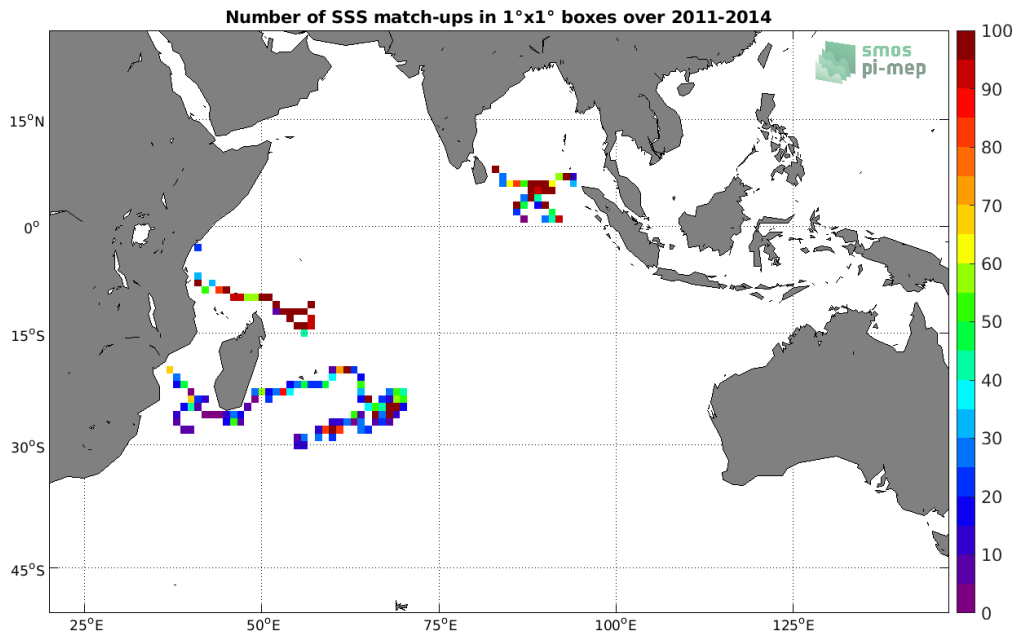 Number of SSS match-ups in 1°x1° boxes over 2011-2014
smos
pi-mep
100
90
80
70
60
50
40
30
20
10
0
15°N
0°
15°S
30°S
45°S
25°E
50°E
75°E
100°E
125°E